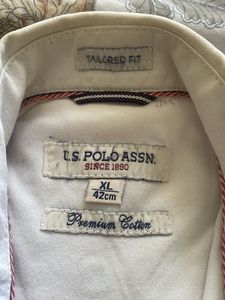 TAILORED FIT
U.S. POLO ASSN.
SINCE 1890
XL
42cm
Premium Cotton